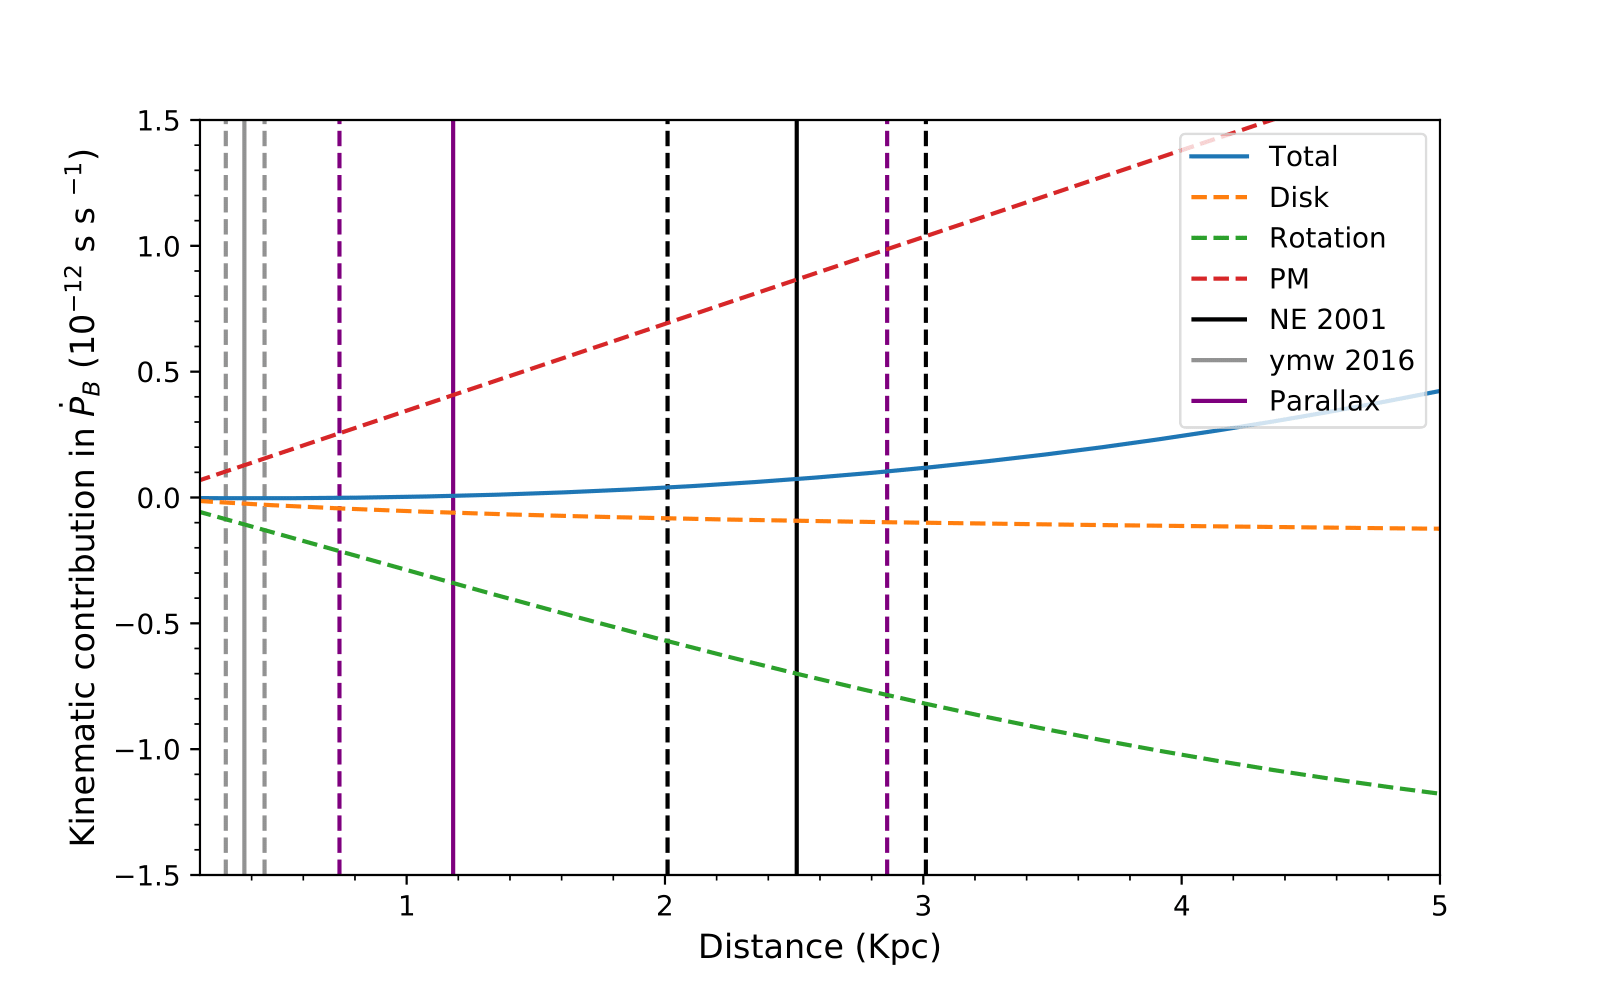 1.5
1.0
0.5
0.0
−0.5
−1.0
−1.5
Kinematic contribution in Ṗ_B (10⁻¹² s s⁻¹)
1 2 3 4 5
Distance (Kpc)
Total
Disk
Rotation
PM
NE 2001
ymw 2016
Parallax